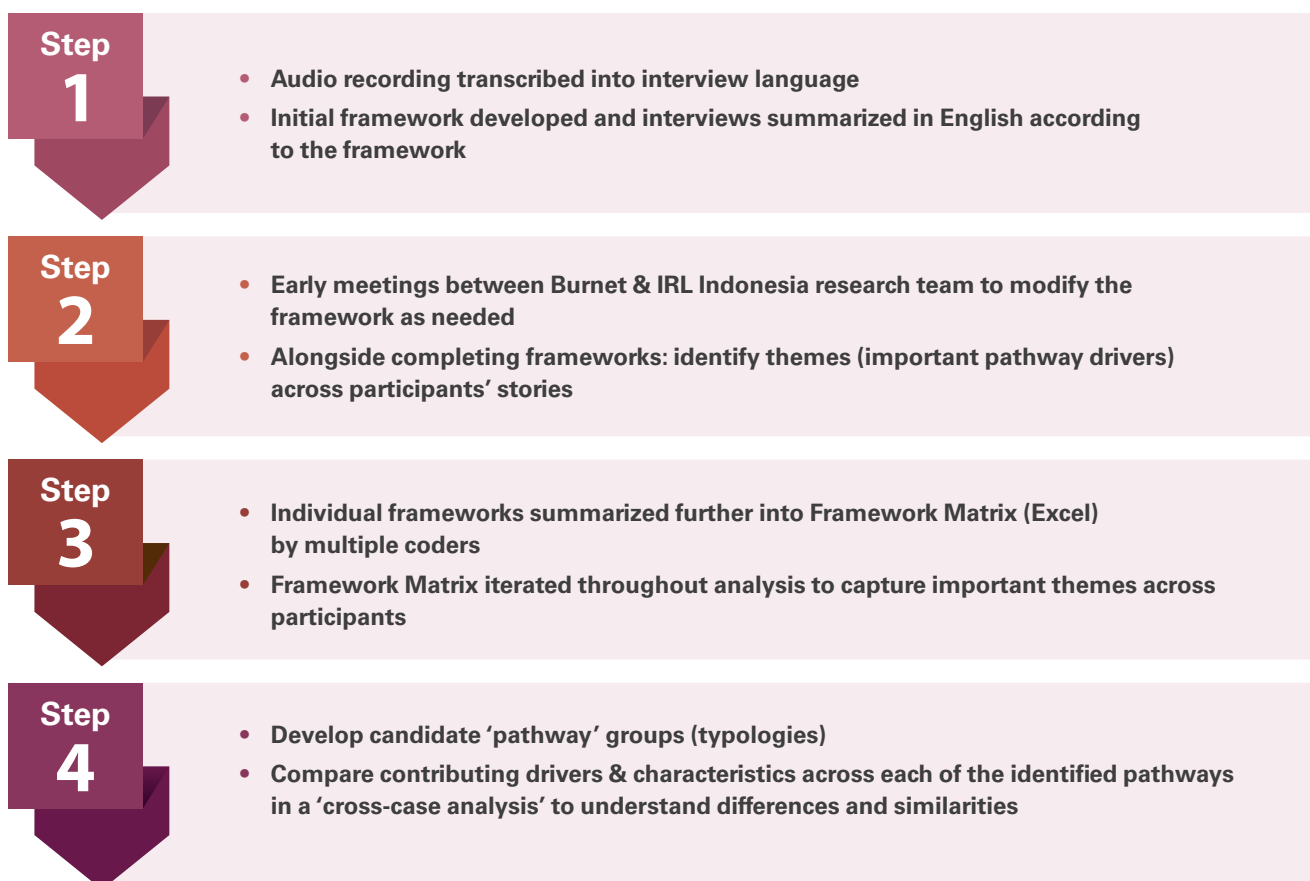 Step
1
• Audio recording transcribed into interview language
• Initial framework developed and interviews summarized in English according
to the framework
Step
2
• Early meetings between Burnet & IRL Indonesia research team to modify the
framework as needed
• Alongside completing frameworks: identify themes (important pathway drivers)
across participants’ stories
Step
3
• Individual frameworks summarized further into Framework Matrix (Excel)
by multiple coders
• Framework Matrix iterated throughout analysis to capture important themes across
participants
Step
4
• Develop candidate ‘pathway’ groups (typologies)
• Compare contributing drivers & characteristics across each of the identified pathways
in a ‘cross-case analysis’ to understand differences and similarities